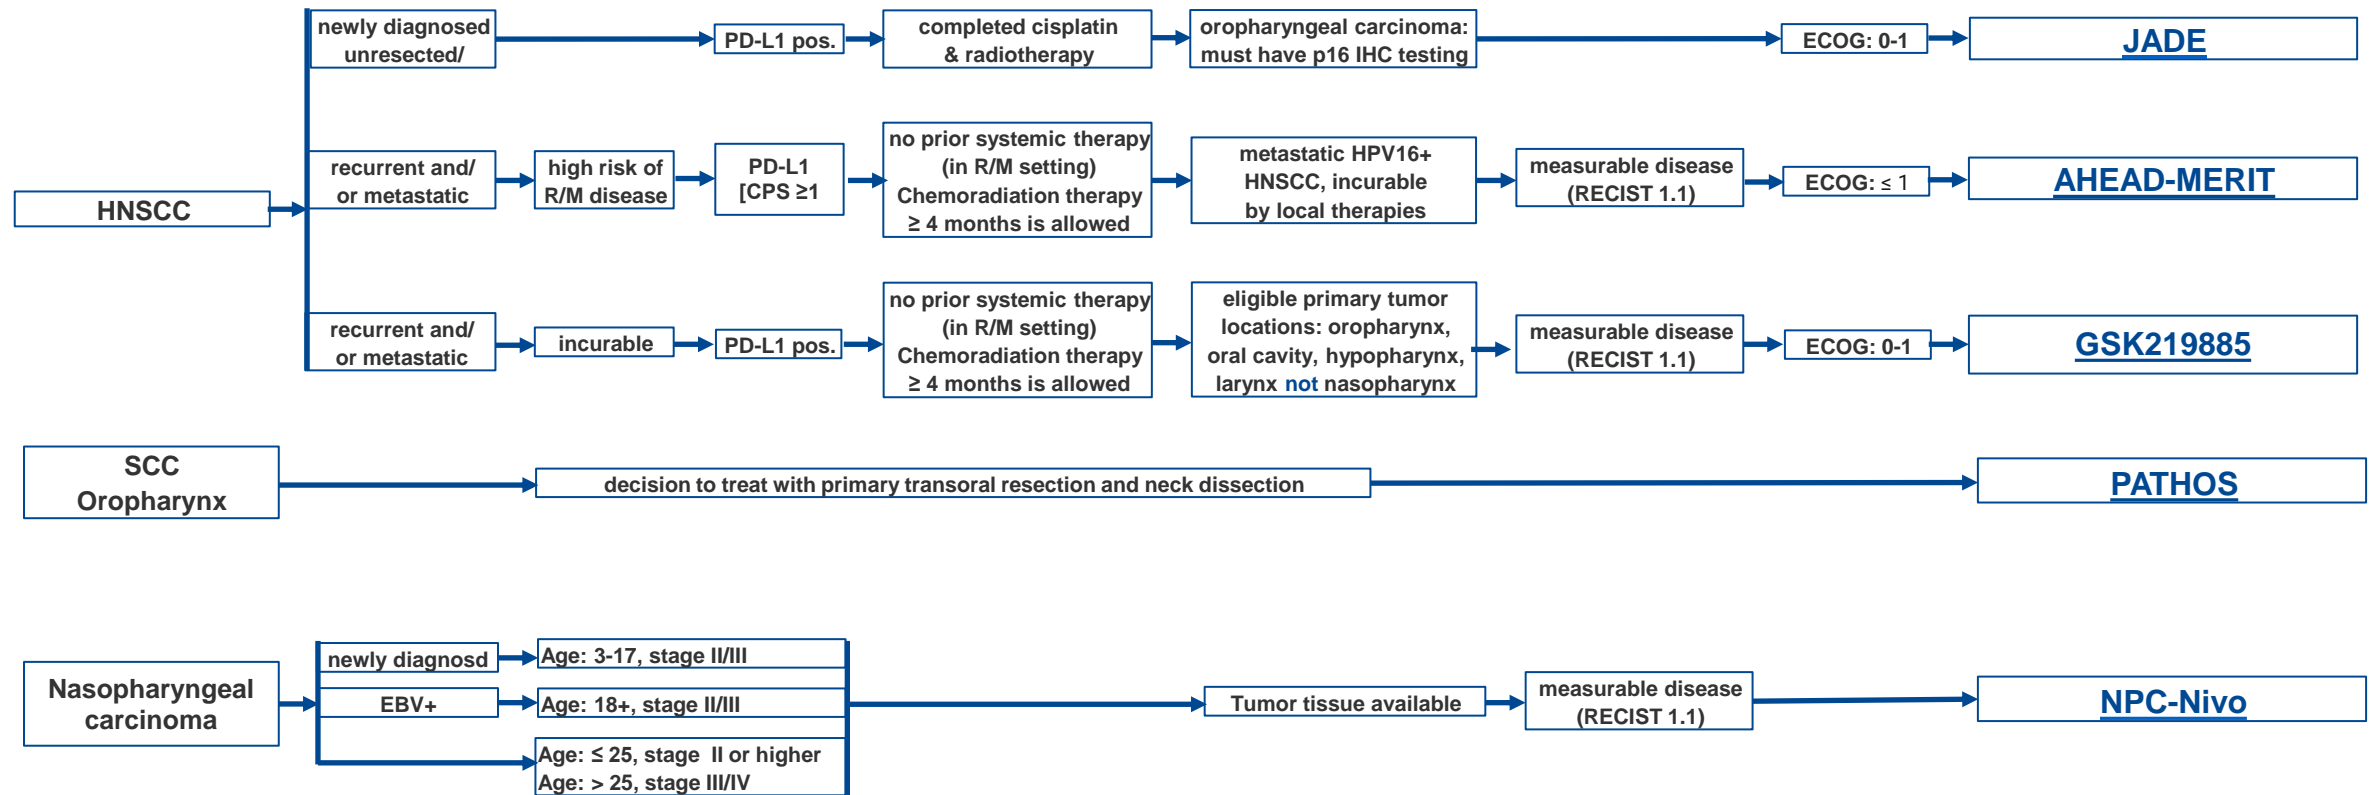 newly diagnosed
unresected/
PD-L1 pos.
completed cisplatin
& radiotherapy
oropharyngeal carcinoma:
must have p16 IHC testing
ECOG: 0-1
JADE
HNSCC
recurrent and/
or metastatic
high risk of
R/M disease
PD-L1
[CPS ≥1
no prior systemic therapy
(in R/M setting)
Chemoradiation therapy
≥ 4 months is allowed
metastatic HPV16+
HNSCC, incurable
by local therapies
measurable disease
(RECIST 1.1)
ECOG: ≤ 1
AHEAD-MERIT
recurrent and/
or metastatic
incurable
PD-L1 pos.
no prior systemic therapy
(in R/M setting)
Chemoradiation therapy
≥ 4 months is allowed
eligible primary tumor
locations: oropharynx,
oral cavity, hypopharynx,
larynx not nasopharynx
measurable disease
(RECIST 1.1)
ECOG: 0-1
GSK219885
SCC
Oropharynx
decision to treat with primary transoral resection and neck dissection
PATHOS
Nasopharyngeal
carcinoma
newly diagnosd
Age: 3-17, stage II/III
EBV+
Age: 18+, stage II/III
Age: ≤ 25, stage II or higher
Age: > 25, stage III/IV
Tumor tissue available
measurable disease
(RECIST 1.1)
NPC-Nivo